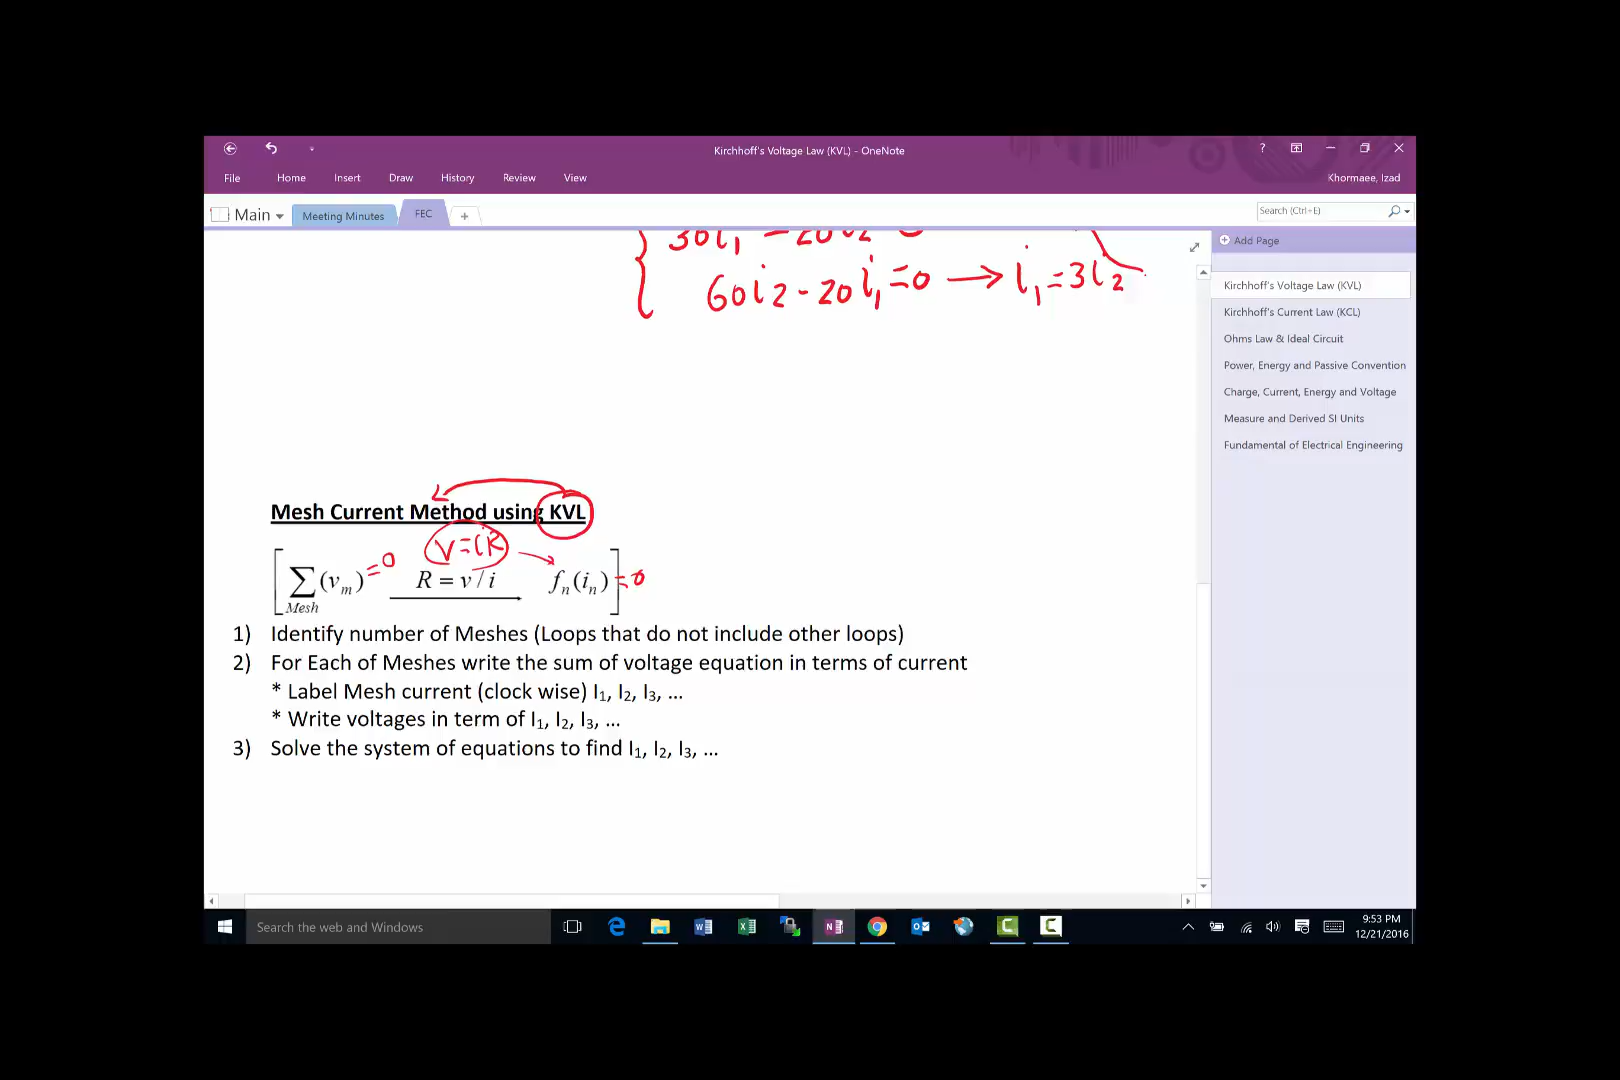 Kirchhoff's Voltage Law (KVL) - OneNote
?
File Home Insert Draw History Review View
Khormaee, Izad
Main Meeting Minutes FEC +
Search (Ctrl+E)
Add Page
Kirchhoff's Voltage Law (KVL)
Kirchhoff's Current Law (KCL)
Ohms Law & Ideal Circuit
Power, Energy and Passive Convention
Charge, Current, Energy and Voltage
Measure and Derived SI Units
Fundamental of Electrical Engineering
30i₁ - 20i₂
60i₂ - 20i₁ = 0 → i₁ = 3i₂
Mesh Current Method using KVL
V = iR
[ ∑ (vₘ) = 0 R = v / i fₙ(iₙ) ] = 0
Mesh
1) Identify number of Meshes (Loops that do not include other loops)
2) For Each of Meshes write the sum of voltage equation in terms of current
* Label Mesh current (clock wise) I₁, I₂, I₃, ...
* Write voltages in term of I₁, I₂, I₃, ...
3) Solve the system of equations to find I₁, I₂, I₃, ...
Search the web and Windows
9:53 PM
12/21/2016